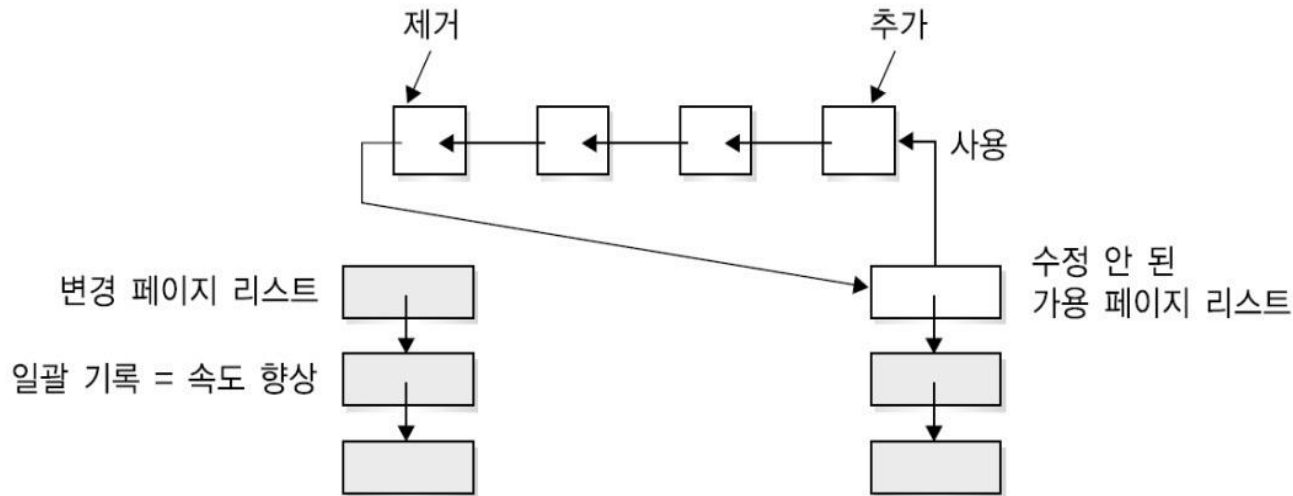 제거
추가
사용
변경 페이지 리스트
수정 안 된
가용 페이지 리스트
일괄 기록 = 속도 향상